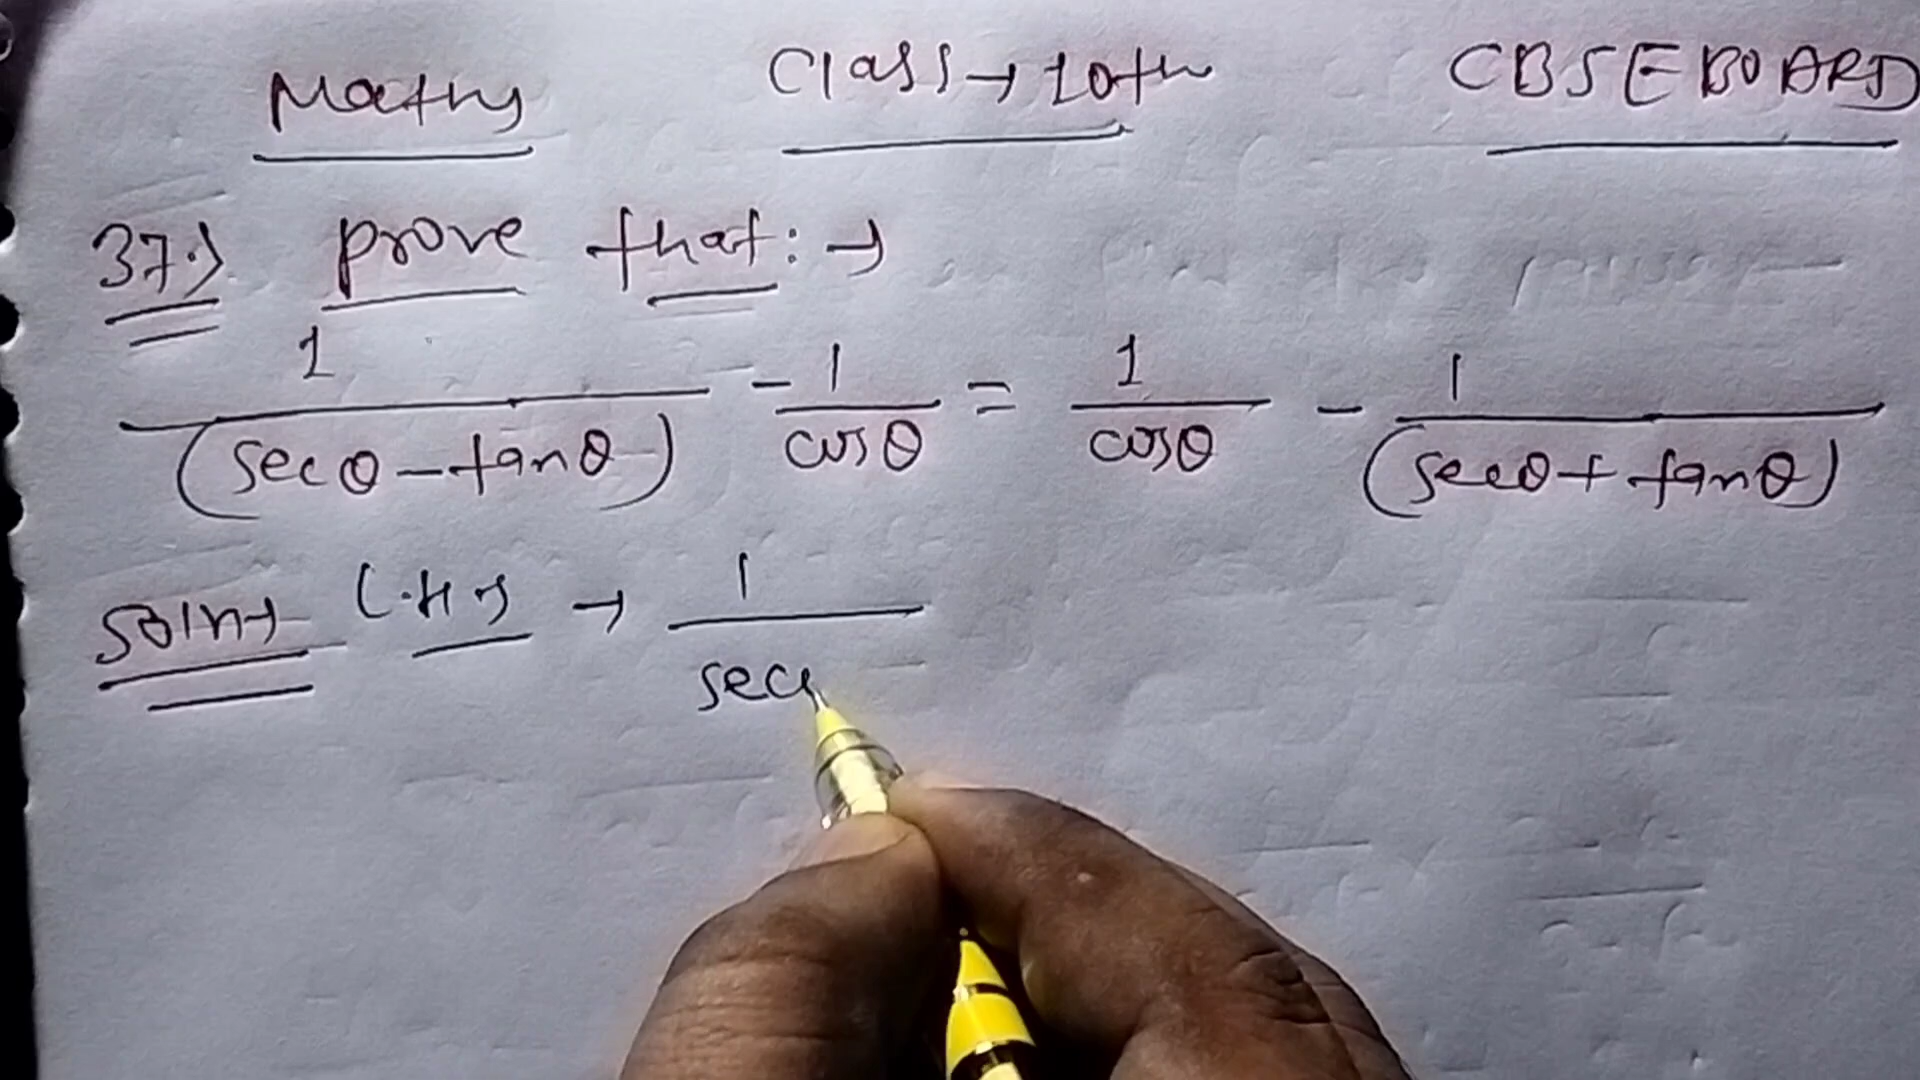 Maths Class → 10th CBSE BOARD
37.) prove that: →
1/(secθ - tanθ) - 1/cosθ = 1/cosθ - 1/(secθ + tanθ)
Soln→ L.H.S → 1/sec